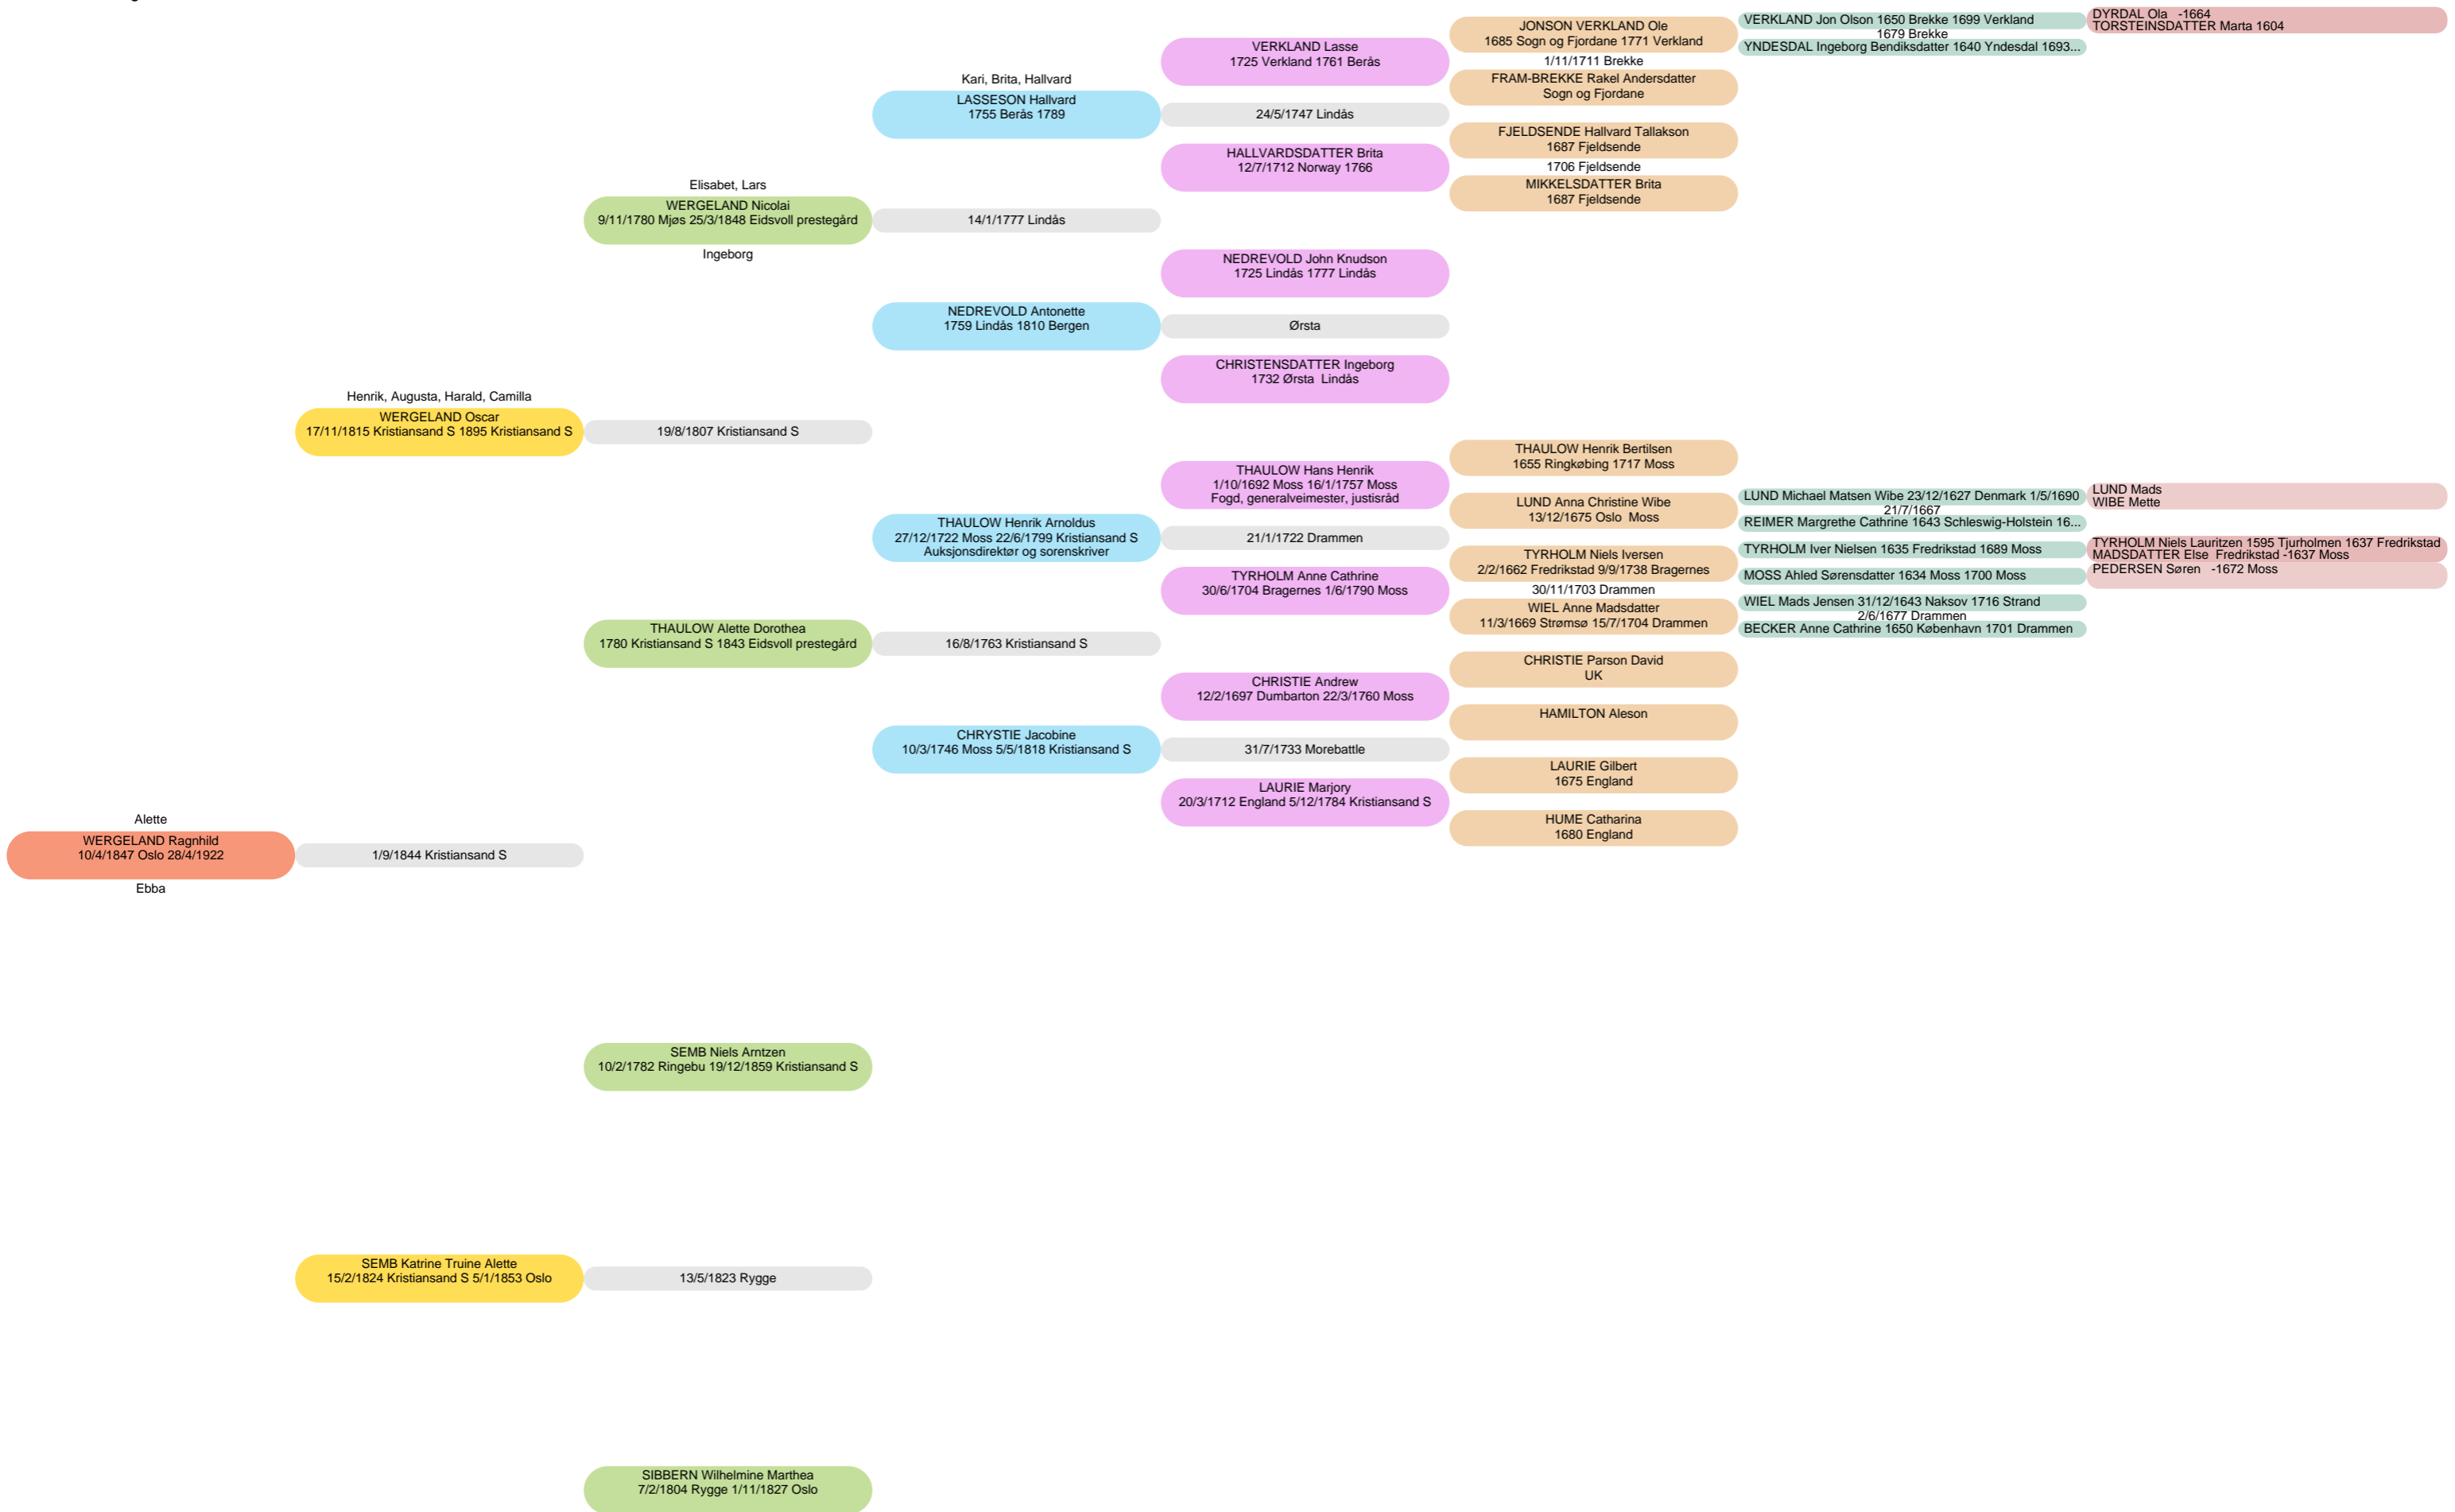 JONSON VERKLAND Ole
1685 Sogn og Fjordane 1771 Verkland
1/11/1711 Brekke
FRAM-BREKKE Rakel Andersdatter
Sogn og Fjordane
VERKLAND Jon Olson 1650 Brekke 1699 Verkland
1679 Brekke
YNDESDAL Ingeborg Bendiksdatter 1640 Yndesdal 1693...
DYRDAL Ola -1664
TORSTEINSDATTER Marta 1604
VERKLAND Lasse
1725 Verkland 1761 Berås
24/5/1747 Lindås
HALLVARDSDATTER Brita
12/7/1712 Norway 1766
FJELDSENDE Hallvard Tallakson
1687 Fjeldsende
1706 Fjeldsende
MIKKELSDATTER Brita
1687 Fjeldsende
Kari, Brita, Hallvard
LASSESON Hallvard
1755 Berås 1789
14/1/1777 Lindås
Elisabet, Lars
WERGELAND Nicolai
9/11/1780 Mjøs 25/3/1848 Eidsvoll prestegård
Ingeborg
NEDREVOLD John Knudson
1725 Lindås 1777 Lindås
NEDREVOLD Antonette
1759 Lindås 1810 Bergen
Ørsta
CHRISTENSDATTER Ingeborg
1732 Ørsta Lindås
Henrik, Augusta, Harald, Camilla
WERGELAND Oscar
17/11/1815 Kristiansand S 1895 Kristiansand S
19/8/1807 Kristiansand S
THAULOW Henrik Bertilsen
1655 Ringkøbing 1717 Moss
THAULOW Hans Henrik
1/10/1692 Moss 16/1/1757 Moss
Fogd, generalveimester, justisråd
LUND Anna Christine Wibe
13/12/1675 Oslo Moss
LUND Michael Matsen Wibe 23/12/1627 Denmark 1/5/1690
21/7/1667
REIMER Margrethe Cathrine 1643 Schleswig-Holstein 16...
LUND Mads
WIBE Mette
THAULOW Henrik Arnoldus
27/12/1722 Moss 22/6/1799 Kristiansand S
Auksjonsdirektør og sorenskriver
21/1/1722 Drammen
TYRHOLM Niels Iversen
2/2/1662 Fredrikstad 9/9/1738 Bragernes
TYRHOLM Iver Nielsen 1635 Fredrikstad 1689 Moss
MOSS Ahled Sørensdatter 1634 Moss 1700 Moss
TYRHOLM Niels Lauritzen 1595 Tjurholmen 1637 Fredrikstad
MADSDATTER Else Fredrikstad -1637 Moss
PEDERSEN Søren -1672 Moss
TYRHOLM Anne Cathrine
30/6/1704 Bragernes 1/6/1790 Moss
30/11/1703 Drammen
WIEL Anne Madsdatter
11/3/1669 Strømsø 15/7/1704 Drammen
WIEL Mads Jensen 31/12/1643 Naksov 1716 Strand
2/6/1677 Drammen
BECKER Anne Cathrine 1650 København 1701 Drammen
THAULOW Alette Dorothea
1780 Kristiansand S 1843 Eidsvoll prestegård
16/8/1763 Kristiansand S
CHRISTIE Parson David
UK
CHRISTIE Andrew
12/2/1697 Dumbarton 22/3/1760 Moss
HAMILTON Aleson
CHRYSTIE Jacobine
10/3/1746 Moss 5/5/1818 Kristiansand S
31/7/1733 Morebattle
LAURIE Gilbert
1675 England
LAURIE Marjory
20/3/1712 England 5/12/1784 Kristiansand S
HUME Catharina
1680 England
Alette
WERGELAND Ragnhild
10/4/1847 Oslo 28/4/1922
Ebba
1/9/1844 Kristiansand S
SEMB Niels Arntzen
10/2/1782 Ringebu 19/12/1859 Kristiansand S
SEMB Katrine Truine Alette
15/2/1824 Kristiansand S 5/1/1853 Oslo
13/5/1823 Rygge
SIBBERN Wilhelmine Marthea
7/2/1804 Rygge 1/11/1827 Oslo